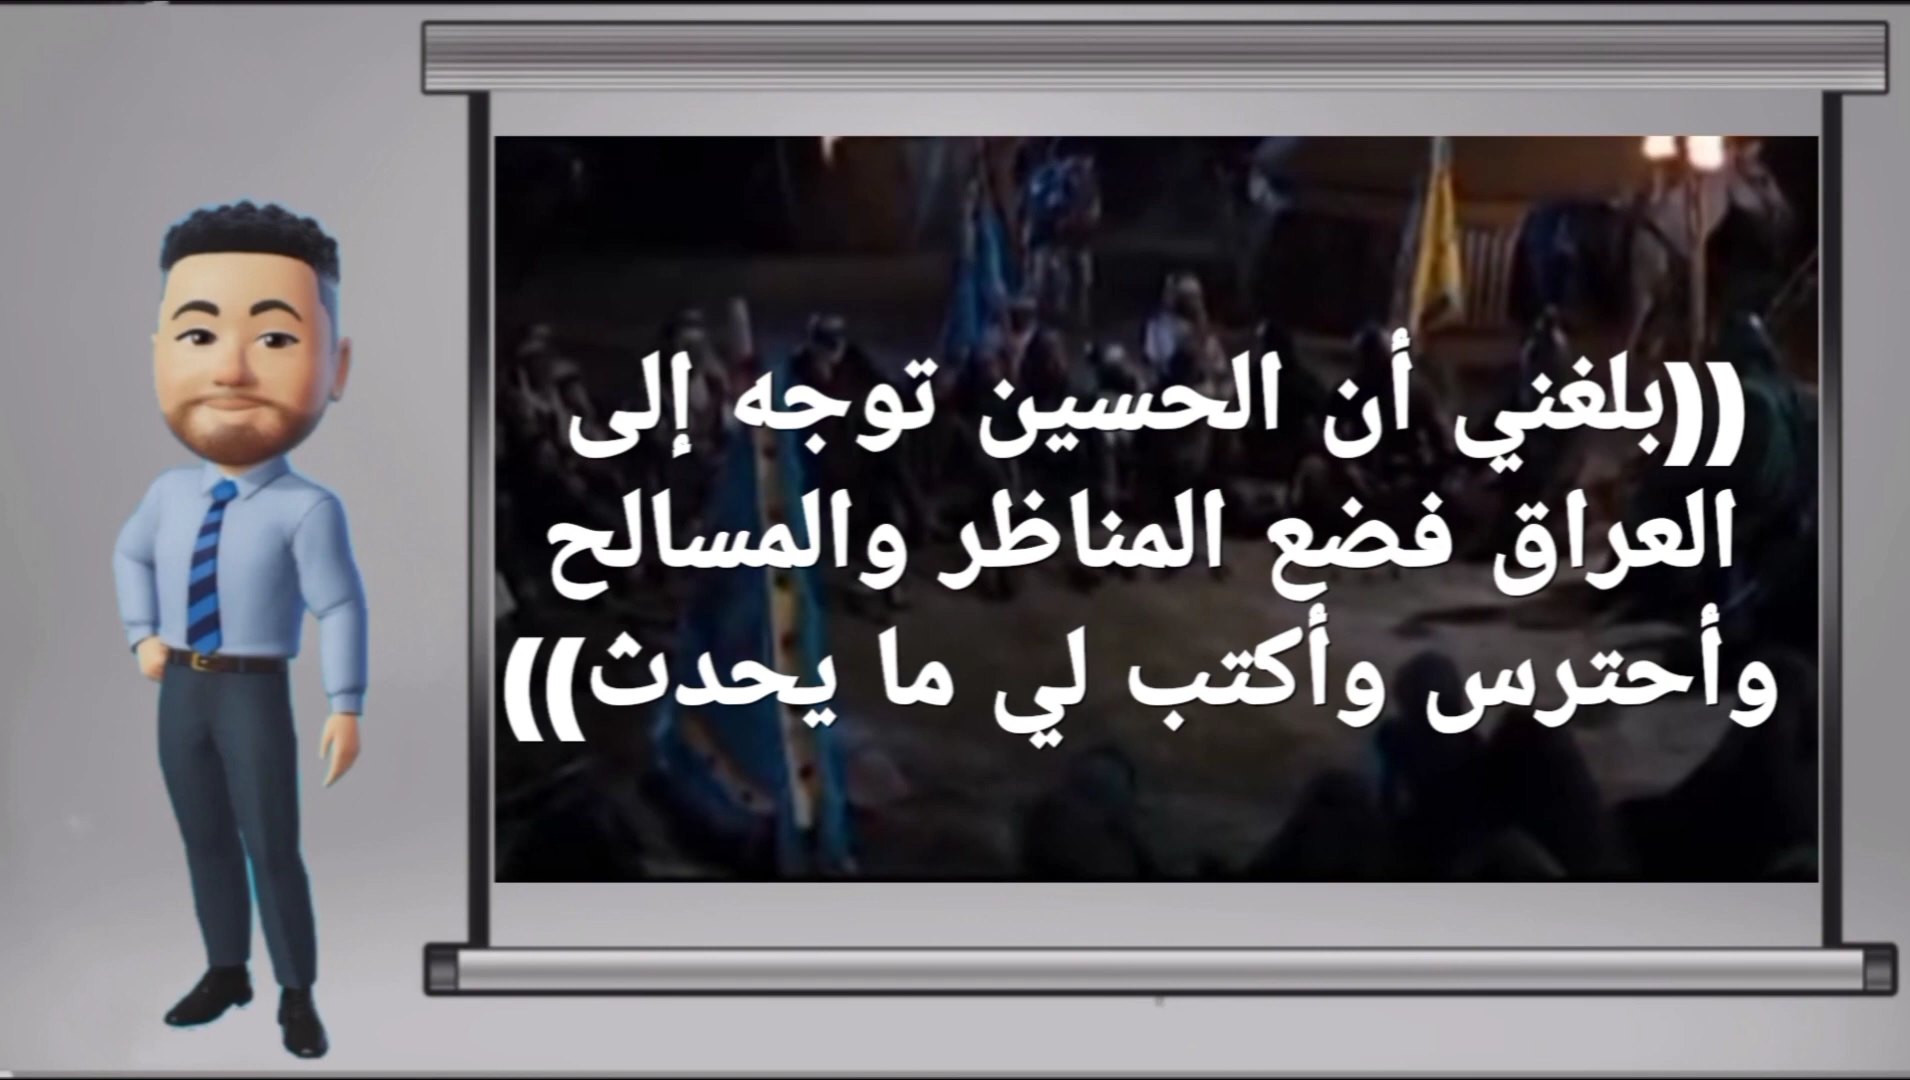 ((بلغني أن الحسين توجه إلى
العراق فضع المناظر والمسالح
وأحترس وأكتب لي ما يحدث))